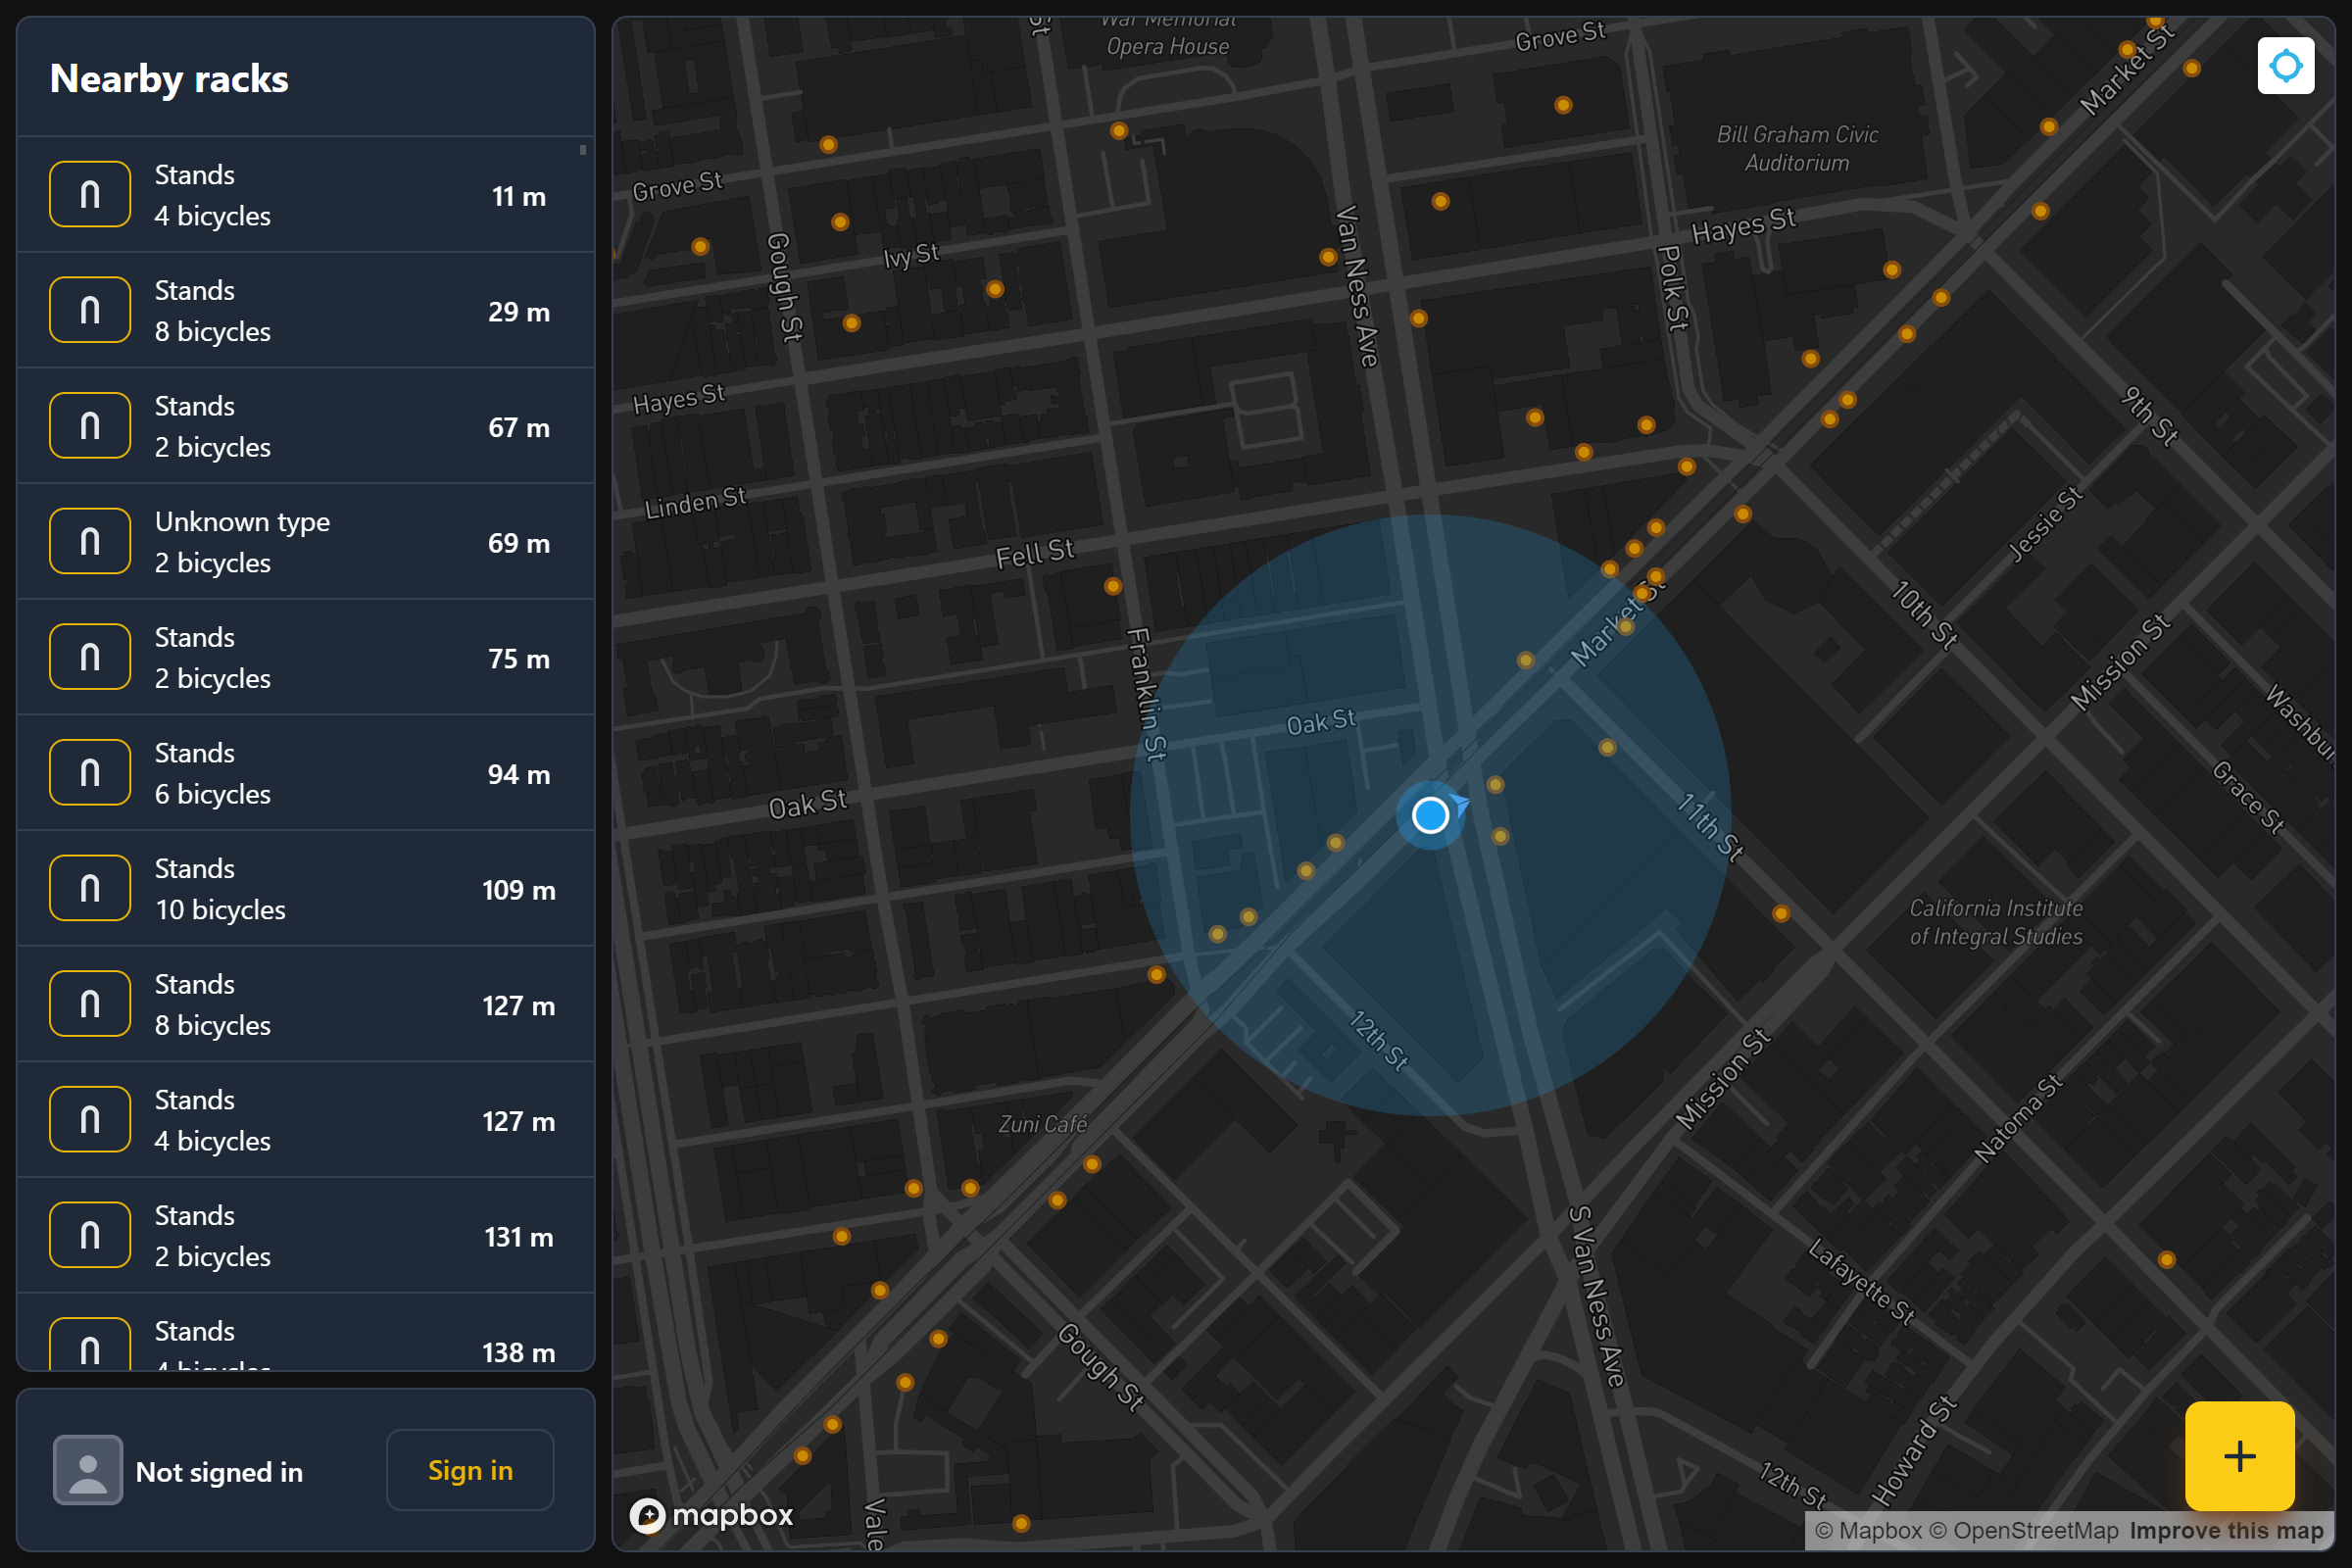 Nearby racks
Stands
4 bicycles
11 m
Stands
8 bicycles
29 m
Stands
2 bicycles
67 m
Unknown type
2 bicycles
69 m
Stands
2 bicycles
75 m
Stands
6 bicycles
94 m
Stands
10 bicycles
109 m
Stands
8 bicycles
127 m
Stands
4 bicycles
127 m
Stands
2 bicycles
131 m
Stands
4 bicycles
138 m
Not signed in
Sign in
War Memorial
Opera House
Grove St
Market St
Bill Graham Civic
Auditorium
Grove St
Hayes St
Ivy St
Gough St
Van Ness Ave
Polk St
Hayes St
9th St
Linden St
Jessie St
Fell St
10th St
Market St
Mission St
Franklin St
Oak St
Oak St
11th St
Grace St
California Institute
of Integral Studies
12th St
Mission St
Natoma St
Zuni Café
S Van Ness Ave
Lafayette St
Gough St
Howard St
12th St
mapbox
© Mapbox © OpenStreetMap Improve this map